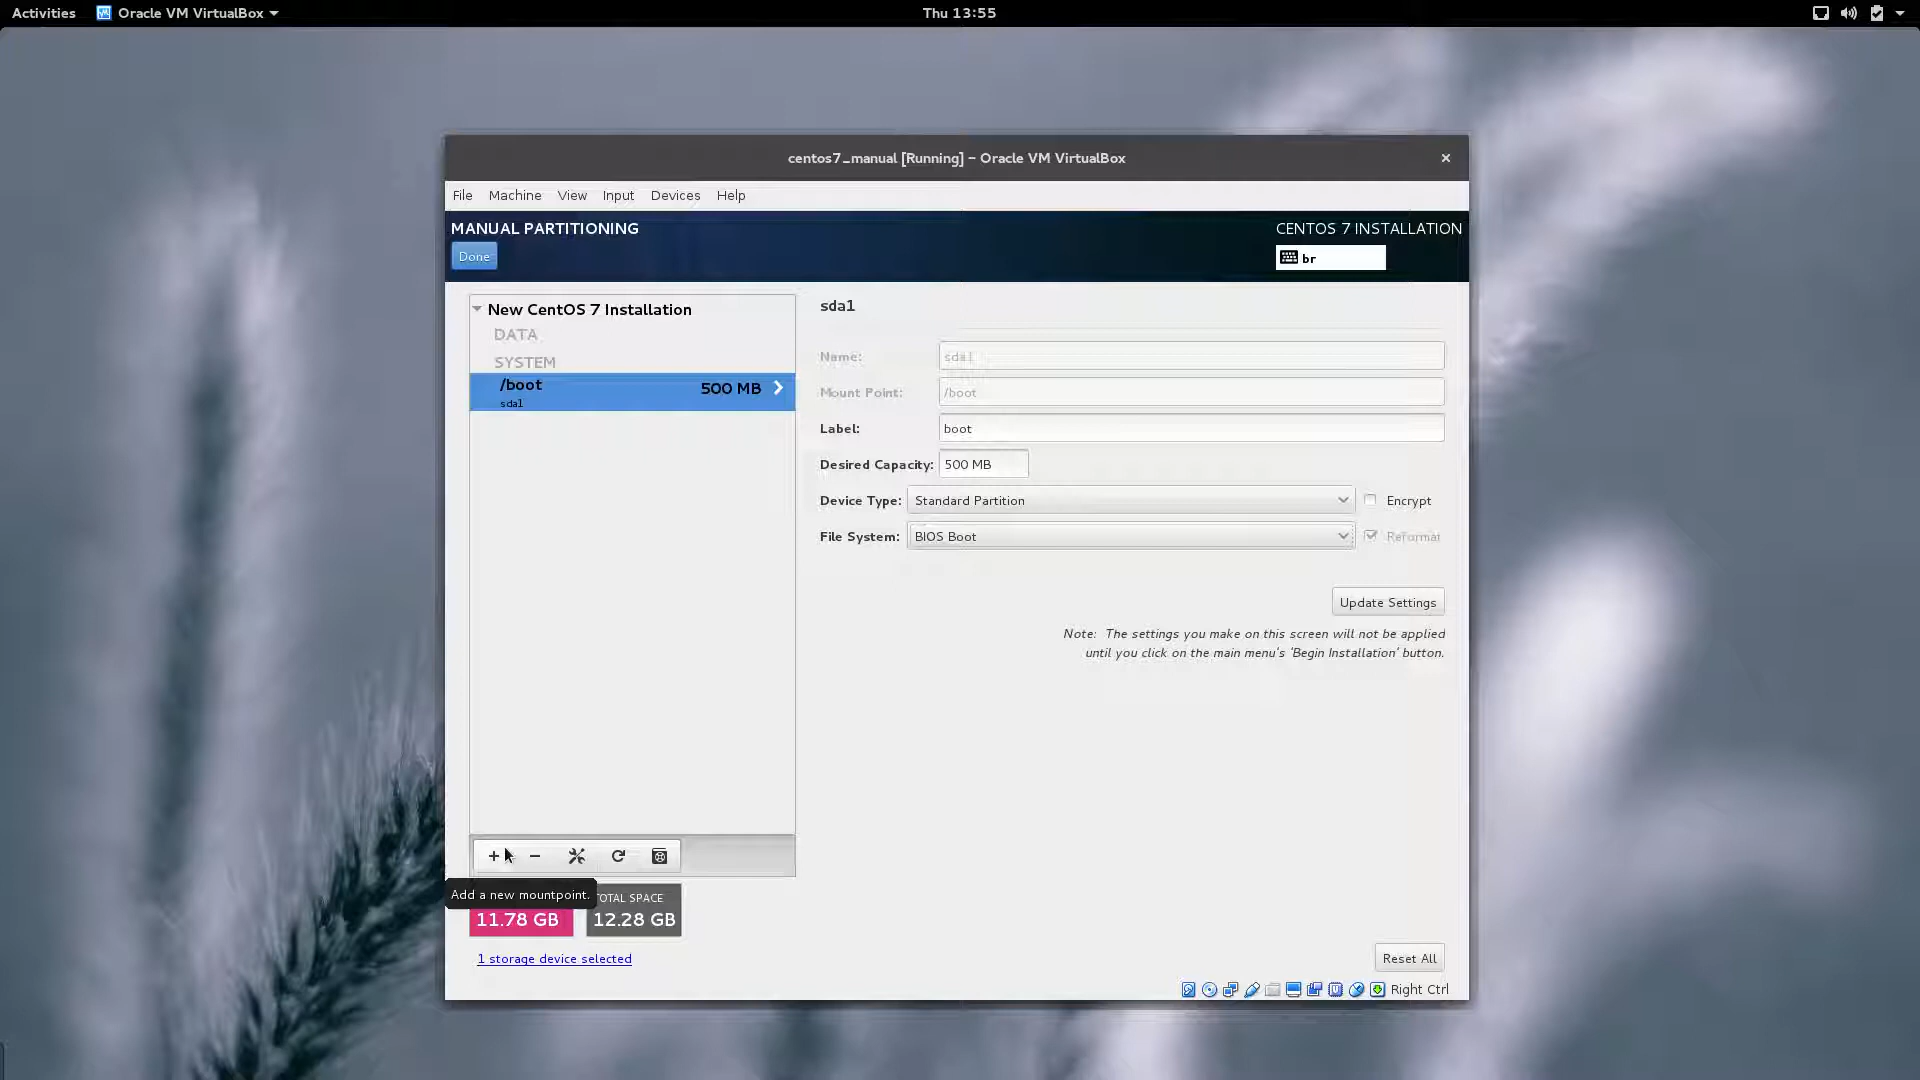 Activities
Oracle VM VirtualBox
Thu 13:55
centos7_manual [Running] - Oracle VM VirtualBox
File Machine View Input Devices Help
MANUAL PARTITIONING
CENTOS 7 INSTALLATION
Done
br
New CentOS 7 Installation
DATA
SYSTEM
/boot
500 MB
sda1
sda1
Name: sda1
Mount Point: /boot
Label: boot
Desired Capacity: 500 MB
Device Type: Standard Partition
Encrypt
File System: BIOS Boot
Reformat
Update Settings
Note: The settings you make on this screen will not be applied
until you click on the main menu's 'Begin Installation' button.
+ -
Add a new mountpoint.
TOTAL SPACE
11.78 GB
12.28 GB
1 storage device selected
Reset All
Right Ctrl